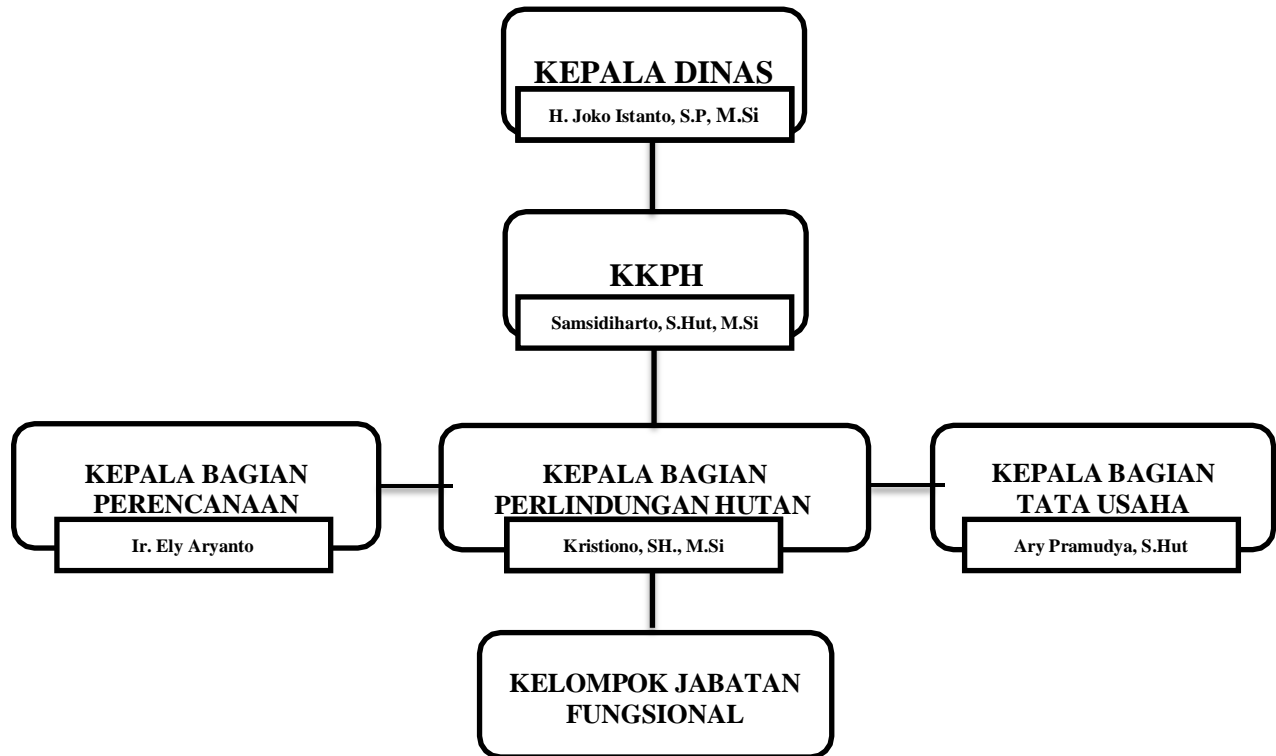 KEPALA DINAS
H. Joko Istanto, S.P, M.Si
KKPH
Samsidiharto, S.Hut, M.Si
KEPALA BAGIAN
PERENCANAAN
Ir. Ely Aryanto
KEPALA BAGIAN
PERLINDUNGAN HUTAN
Kristiono, SH., M.Si
KEPALA BAGIAN
TATA USAHA
Ary Pramudya, S.Hut
KELOMPOK JABATAN
FUNGSIONAL